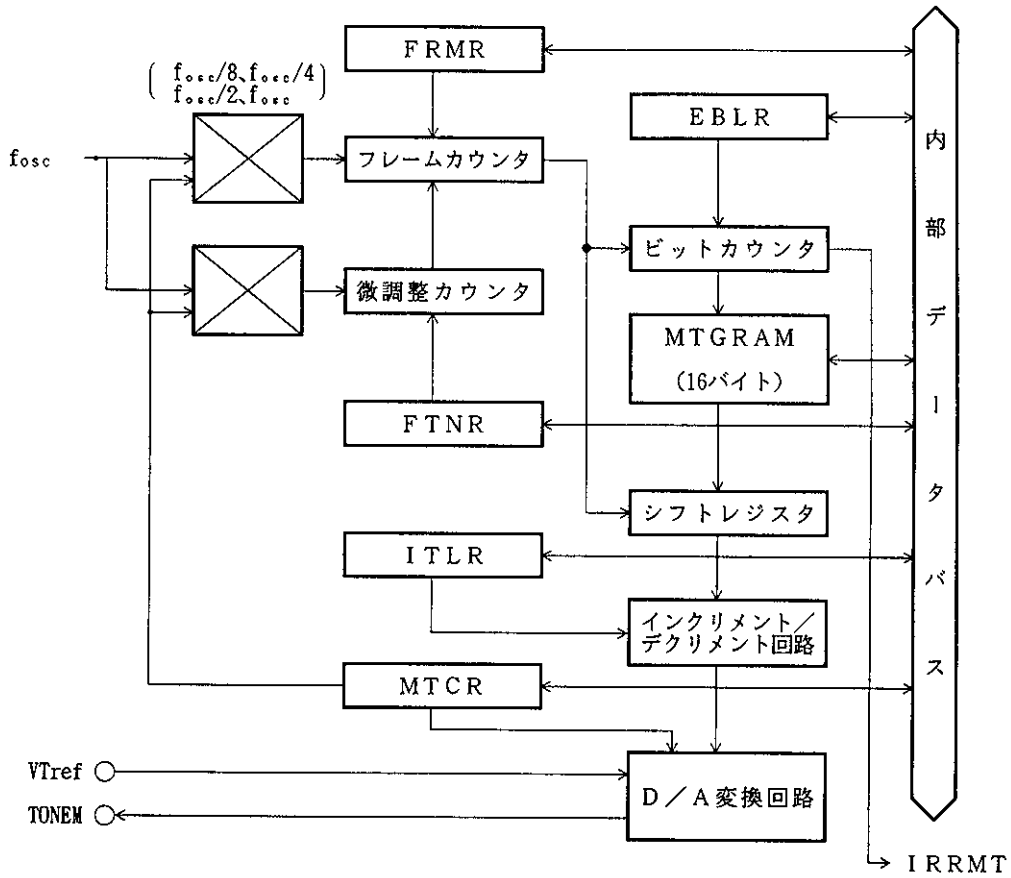 FRMR
fosc/8、fosc/4
fosc/2、fosc
EBLR
fosc
フレームカウンタ
ビットカウンタ
微調整カウンタ
MTGRAM
(16バイト)
FTNR
シフトレジスタ
ITLR
インクリメント／
デクリメント回路
MTCR
VTref
D／A変換回路
TONEM
内部データバス
IRRMT